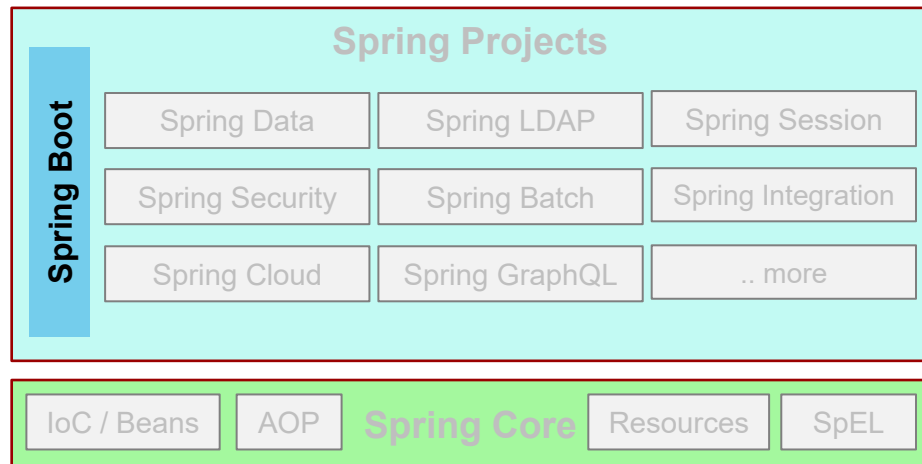 Spring Projects
Spring Boot
Spring Data
Spring LDAP
Spring Session
Spring Security
Spring Batch
Spring Integration
Spring Cloud
Spring GraphQL
.. more
IoC / Beans
AOP
Spring Core
Resources
SpEL